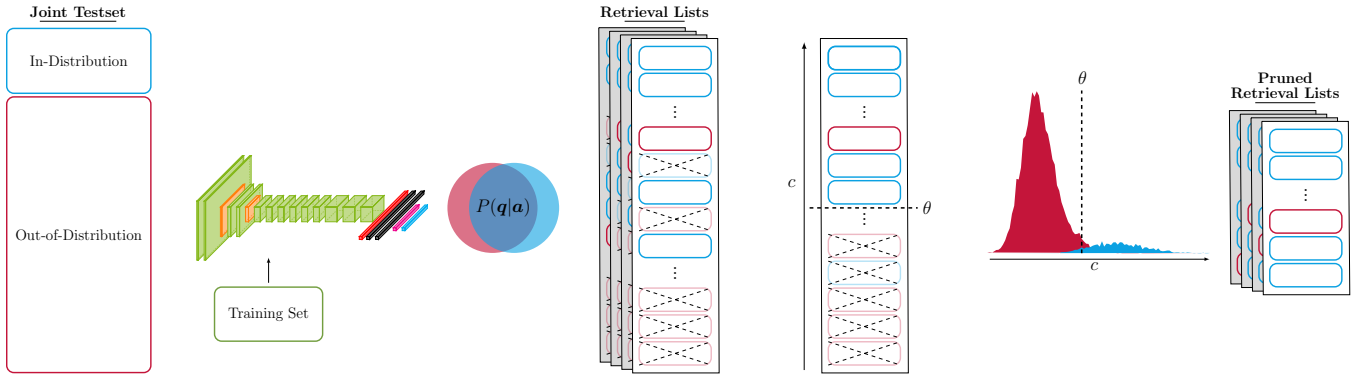 Joint Testset
In-Distribution
Out-of-Distribution
Training Set
P(q|a)
Retrieval Lists
⋮
⋮
c
⋮
θ
⋮
θ
c
Pruned
Retrieval Lists
⋮